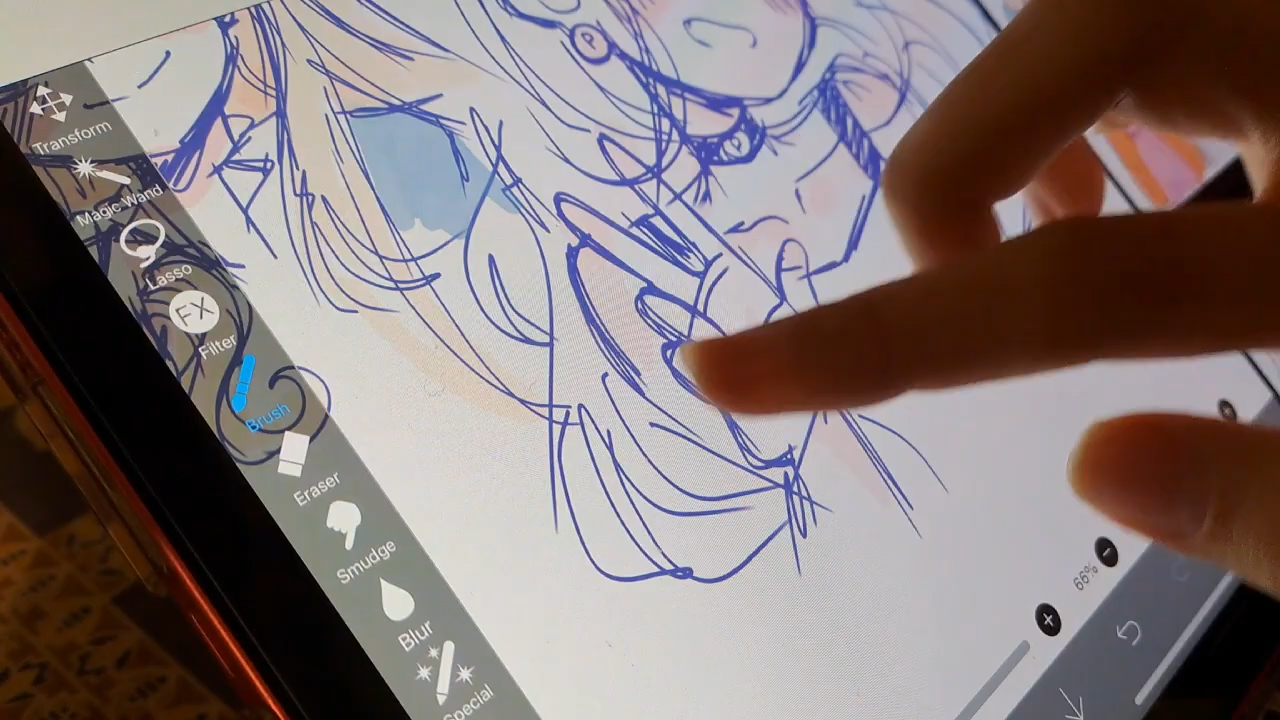 Transform
Magic Wand
Lasso
FX
Filter
Brush
Eraser
Smudge
Blur
Special
66%
P